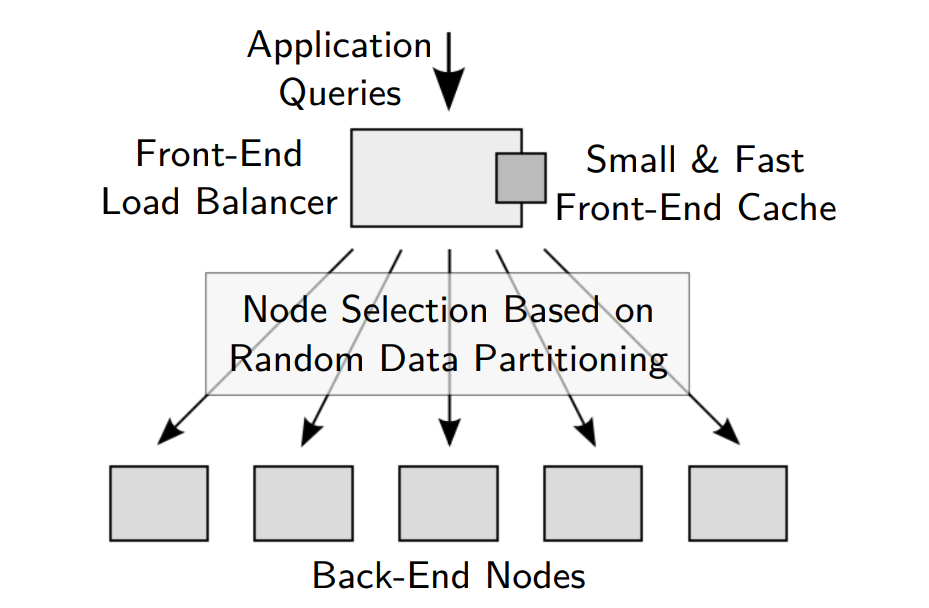 Application
Queries
Front-End
Load Balancer
Small & Fast
Front-End Cache
Node Selection Based on
Random Data Partitioning
Back-End Nodes